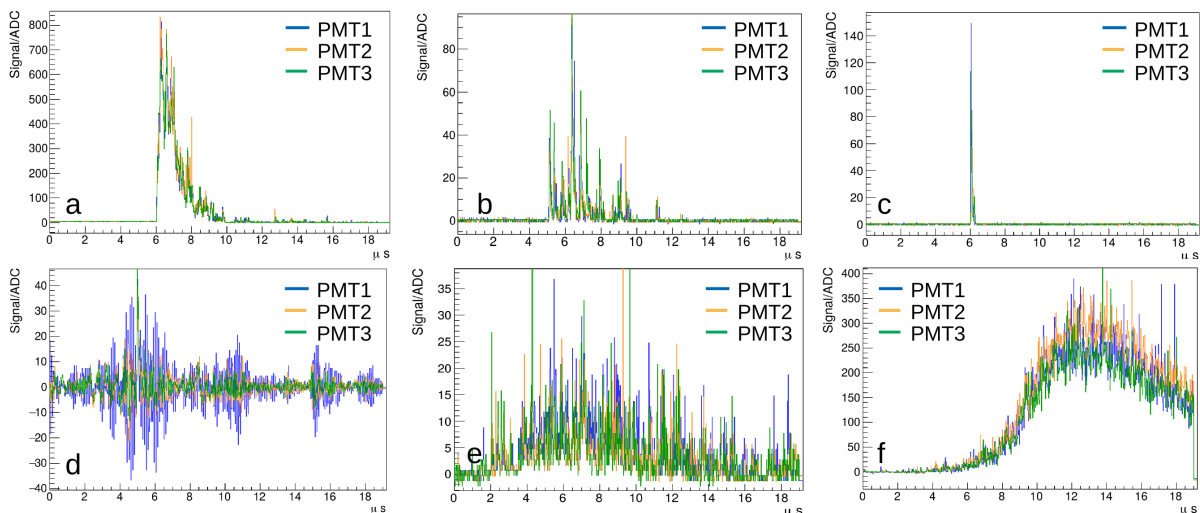 Signal/ADC
800
700
600
500
400
300
200
100
0
PMT1
PMT2
PMT3
a
0 2 4 6 8 10 12 14 16 18
μ s
Signal/ADC
80
60
40
20
0
PMT1
PMT2
PMT3
b
0 2 4 6 8 10 12 14 16 18
μ s
Signal/ADC
140
120
100
80
60
40
20
0
PMT1
PMT2
PMT3
c
0 2 4 6 8 10 12 14 16 18
μ s
Signal/ADC
40
30
20
10
0
−10
−20
−30
−40
PMT1
PMT2
PMT3
d
0 2 4 6 8 10 12 14 16 18
μ s
Signal/ADC
35
30
25
20
15
10
5
0
PMT1
PMT2
PMT3
e
0 2 4 6 8 10 12 14 16 18
μ s
Signal/ADC
400
350
300
250
200
150
100
50
0
PMT1
PMT2
PMT3
f
0 2 4 6 8 10 12 14 16 18
μ s